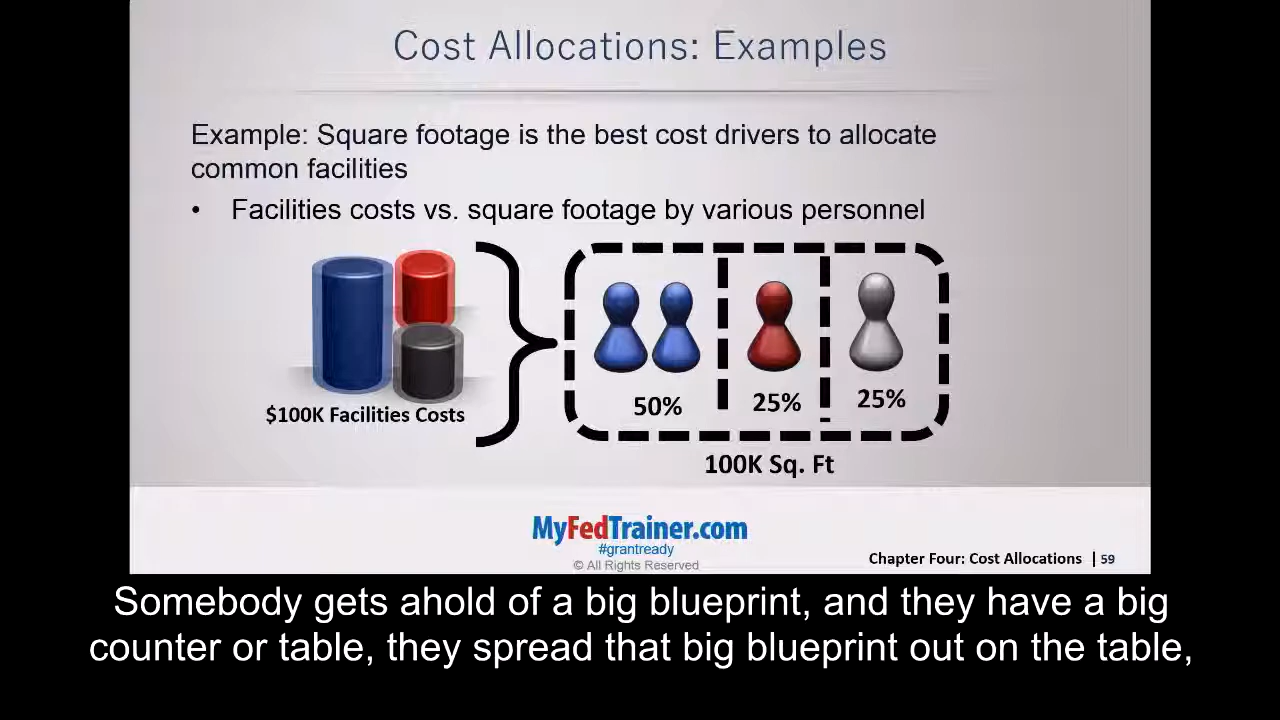 Cost Allocations: Examples
Example: Square footage is the best cost drivers to allocate
common facilities
• Facilities costs vs. square footage by various personnel
$100K Facilities Costs
50%
25%
25%
100K Sq. Ft
MyFedTrainer.com
#grantready
© All Rights Reserved
Chapter Four: Cost Allocations | 59
Somebody gets ahold of a big blueprint, and they have a big
counter or table, they spread that big blueprint out on the table,